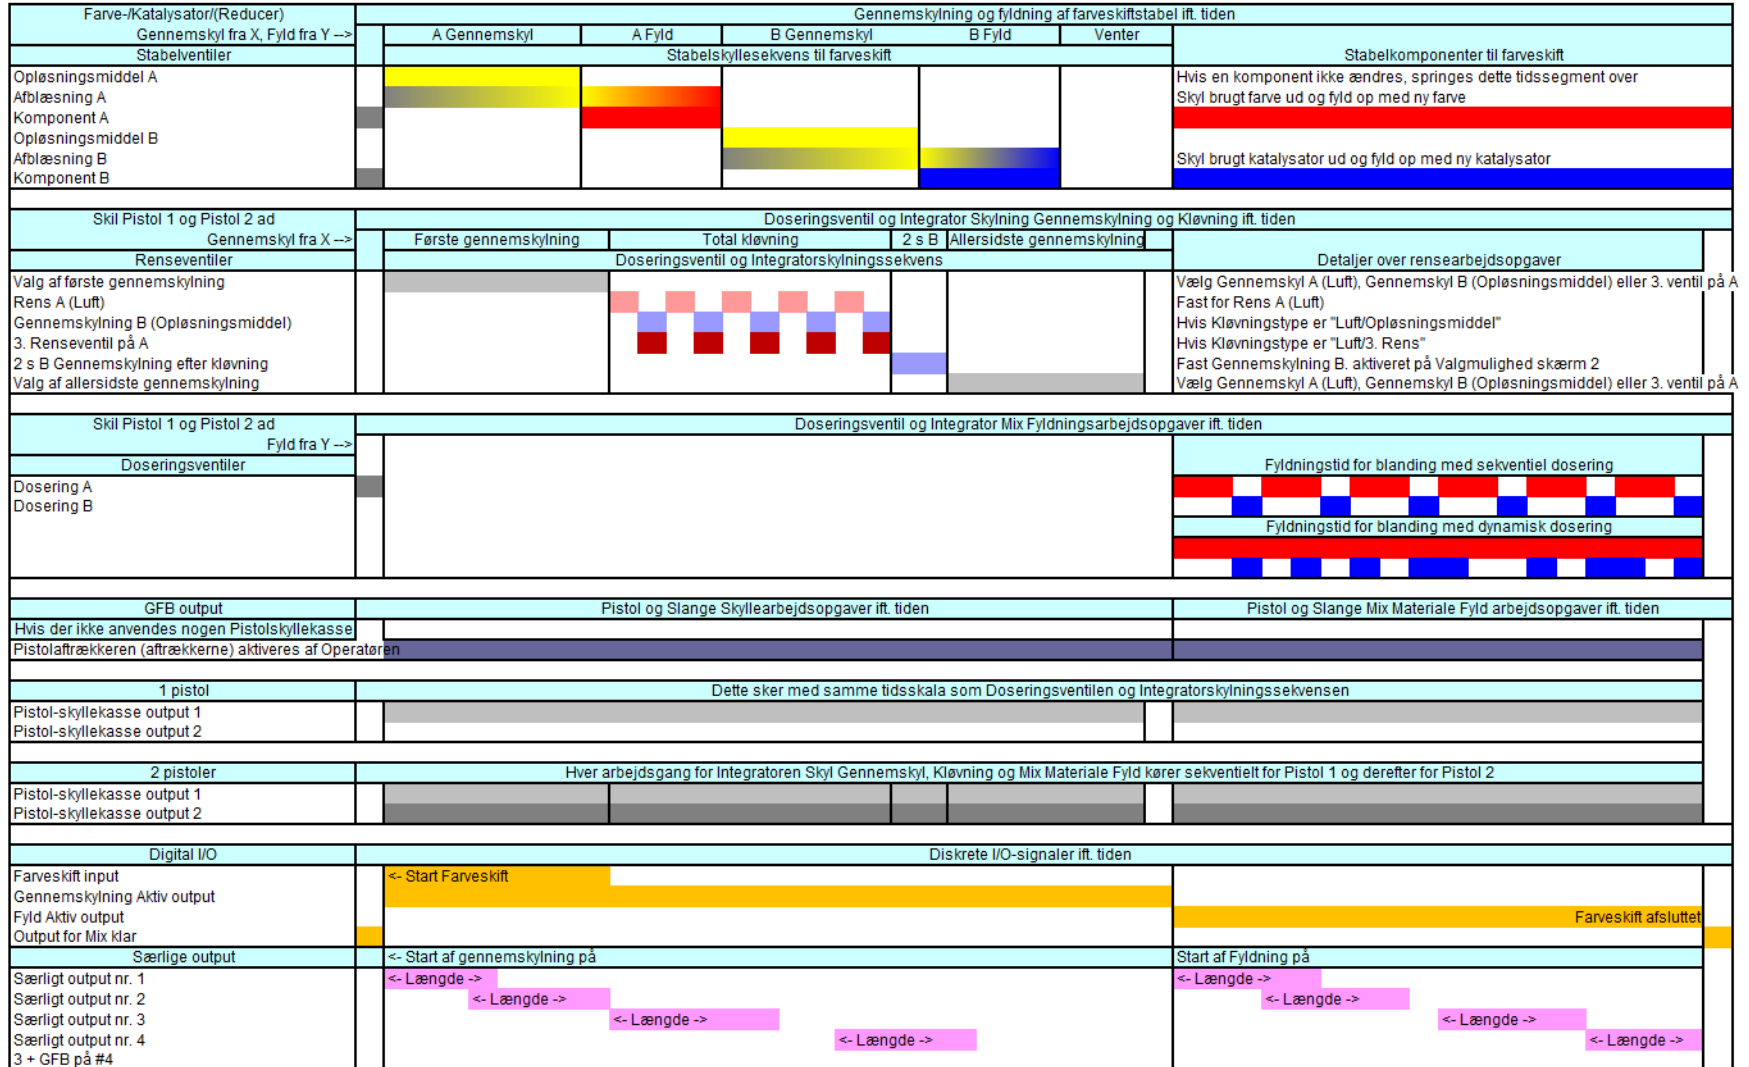 Farve-/Katalysator/(Reducer)
Gennemskylning og fyldning af farveskiftstabel ift. tiden
Gennemskyl fra X, Fyld fra Y -->
A Gennemskyl
A Fyld
B Gennemskyl
B Fyld
Venter
Stabelventiler
Stabelskyllesekvens til farveskift
Stabelkomponenter til farveskift
Opløsningsmiddel A
Hvis en komponent ikke ændres, springes dette tidssegment over
Afblæsning A
Skyl brugt farve ud og fyld op med ny farve
Komponent A
Opløsningsmiddel B
Afblæsning B
Skyl brugt katalysator ud og fyld op med ny katalysator
Komponent B
Skil Pistol 1 og Pistol 2 ad
Doseringsventil og Integrator Skylning Gennemskylning og Kløvning ift. tiden
Gennemskyl fra X -->
Første gennemskylning
Total kløvning
2 s B
Allersidste gennemskylning
Renseventiler
Doseringsventil og Integratorskylningssekvens
Detaljer over rensearbejdsopgaver
Valg af første gennemskylning
Vælg Gennemskyl A (Luft), Gennemskyl B (Opløsningsmiddel) eller 3. ventil på A
Rens A (Luft)
Fast for Rens A (Luft)
Gennemskylning B (Opløsningsmiddel)
Hvis Kløvningstype er "Luft/Opløsningsmiddel"
3. Renseventil på A
Hvis Kløvningstype er "Luft/3. Rens"
2 s B Gennemskylning efter kløvning
Fast Gennemskylning B. aktiveret på Valgmulighed skærm 2
Valg af allersidste gennemskylning
Vælg Gennemskyl A (Luft), Gennemskyl B (Opløsningsmiddel) eller 3. ventil på A
Skil Pistol 1 og Pistol 2 ad
Doseringsventil og Integrator Mix Fyldningsarbejdsopgaver ift. tiden
Fyld fra Y -->
Doseringsventiler
Fyldningstid for blanding med sekventiel dosering
Dosering A
Dosering B
Fyldningstid for blanding med dynamisk dosering
GFB output
Pistol og Slange Skyllearbejdsopgaver ift. tiden
Pistol og Slange Mix Materiale Fyld arbejdsopgaver ift. tiden
Hvis der ikke anvendes nogen Pistolskyllekasse
Pistolaftrækkeren (aftrækkerne) aktiveres af Operatøren
1 pistol
Dette sker med samme tidsskala som Doseringsventilen og Integratorskylningssekvensen
Pistol-skyllekasse output 1
Pistol-skyllekasse output 2
2 pistoler
Hver arbejdsgang for Integratoren Skyl Gennemskyl, Kløvning og Mix Materiale Fyld kører sekventielt for Pistol 1 og derefter for Pistol 2
Pistol-skyllekasse output 1
Pistol-skyllekasse output 2
Digital I/O
Diskrete I/O-signaler ift. tiden
Farveskift input
<- Start Farveskift
Gennemskylning Aktiv output
Fyld Aktiv output
Farveskift afsluttet
Output for Mix klar
Særlige output
<- Start af gennemskylning på
Start af Fyldning på
Særligt output nr. 1
<- Længde ->
<- Længde ->
Særligt output nr. 2
<- Længde ->
<- Længde ->
Særligt output nr. 3
<- Længde ->
<- Længde ->
Særligt output nr. 4
<- Længde ->
<- Længde ->
3 + GFB på #4